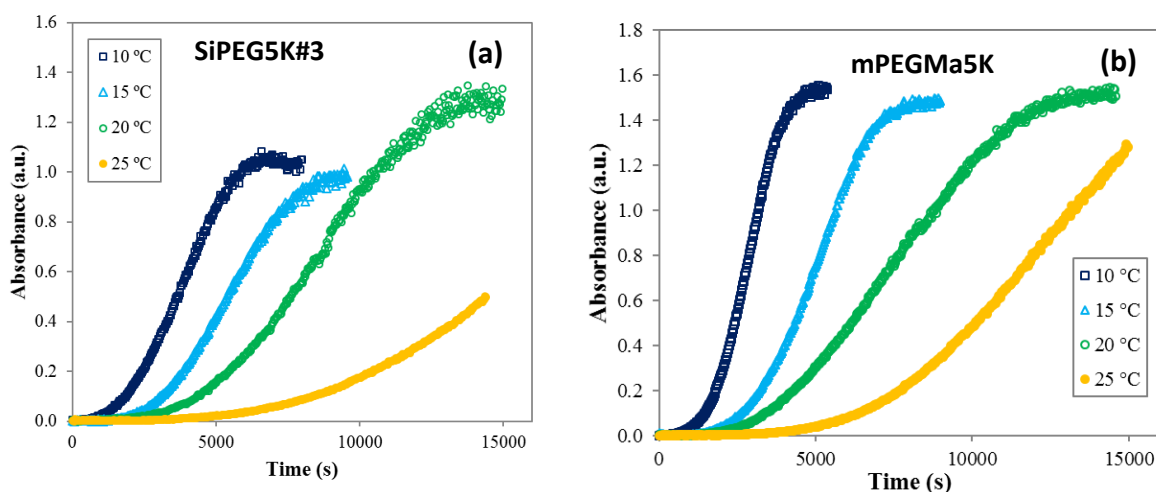 SiPEG5K#3
(a)
10 ºC
15 ºC
20 ºC
25 ºC
Absorbance (a.u.)
1.6
1.4
1.2
1.0
0.8
0.6
0.4
0.2
0.0
0
5000
10000
15000
Time (s)
mPEGMa5K
(b)
Absorbance (a.u.)
1.8
1.6
1.4
1.2
1.0
0.8
0.6
0.4
0.2
0.0
10 °C
15 °C
20 °C
25 °C
0
5000
10000
15000
Time (s)